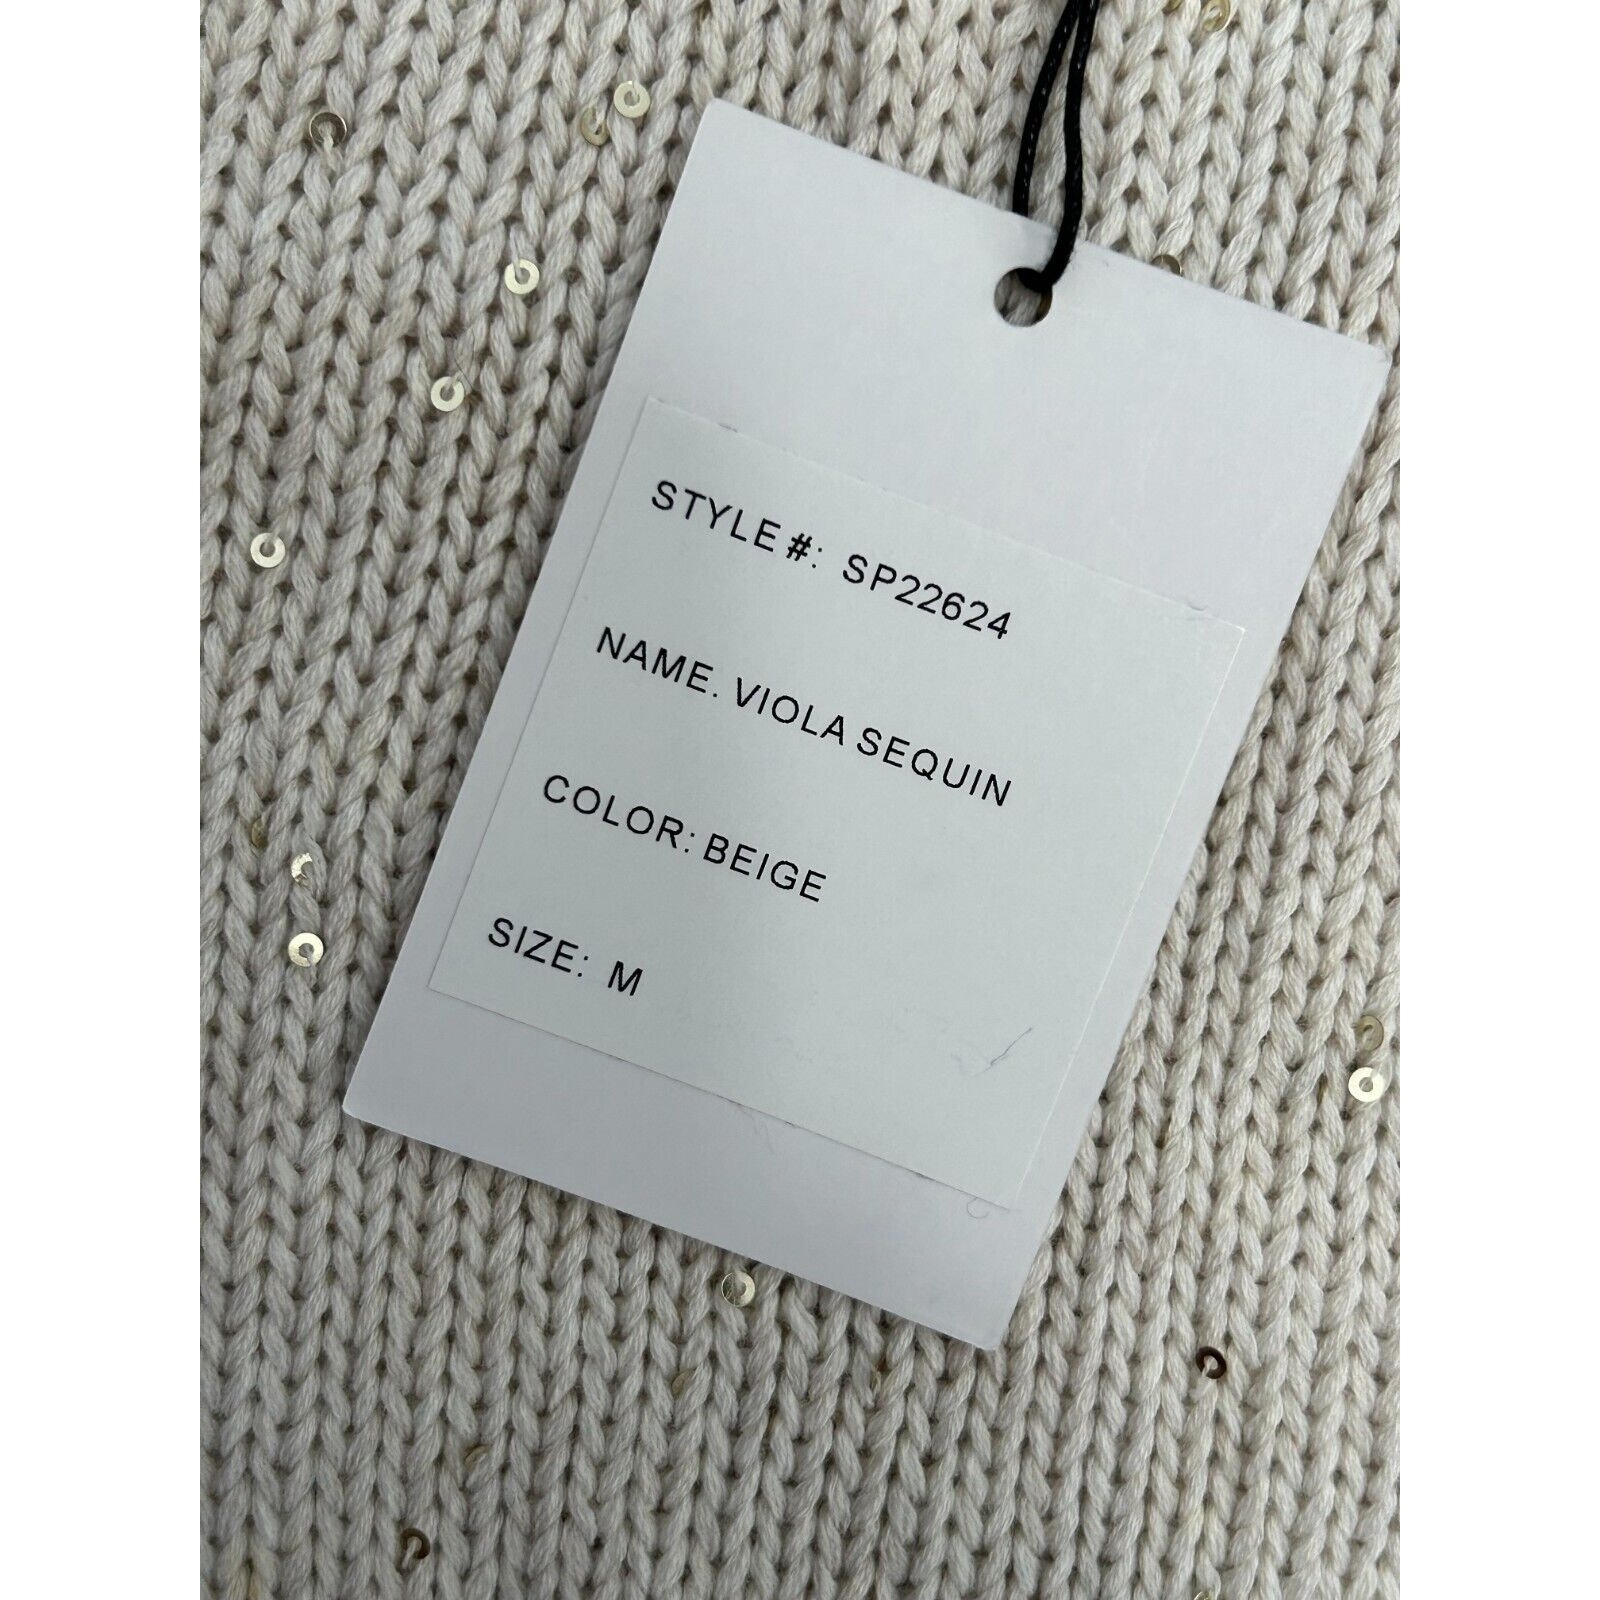 STYLE #: SP22624
NAME. VIOLA SEQUIN
COLOR: BEIGE
SIZE: M